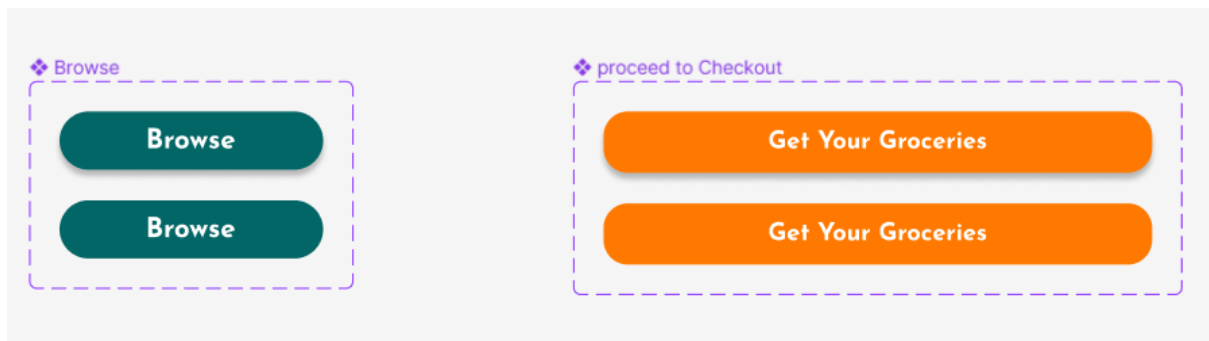 Browse
Browse
Browse
proceed to Checkout
Get Your Groceries
Get Your Groceries